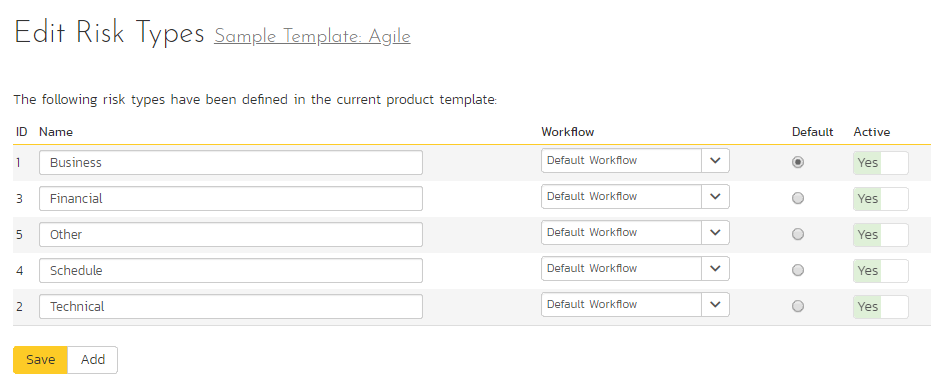 Edit Risk Types Sample Template: Agile
The following risk types have been defined in the current product template:
ID Name Workflow Default Active
1 Business Default Workflow Yes
3 Financial Default Workflow Yes
5 Other Default Workflow Yes
4 Schedule Default Workflow Yes
2 Technical Default Workflow Yes
Save Add